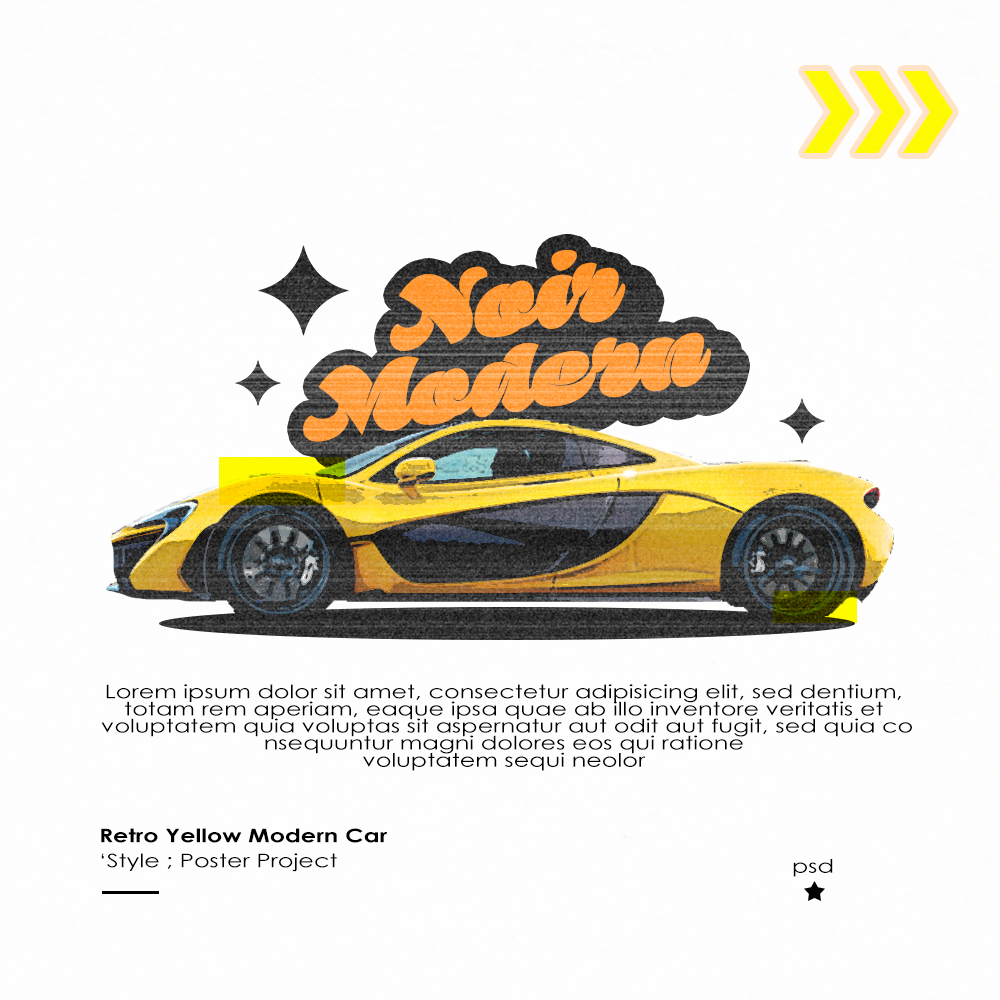 Noir
Modern
Lorem ipsum dolor sit amet, consectetur adipisicing elit, sed dentium,
totam rem aperiam, eaque ipsa quae ab illo inventore veritatis et
voluptatem quia voluptas sit aspernatur aut odit aut fugit, sed quia co
nsequuntur magni dolores eos qui ratione
voluptatem sequi neolor
Retro Yellow Modern Car
‘Style ; Poster Project
psd